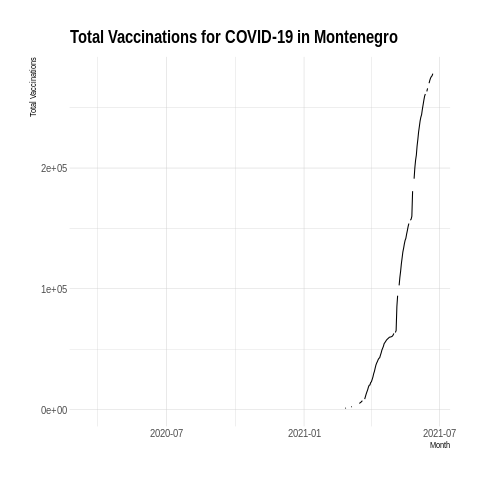 Total Vaccinations for COVID-19 in Montenegro
Total Vaccinations
2e+05
1e+05
0e+00
2020-07
2021-01
2021-07
Month